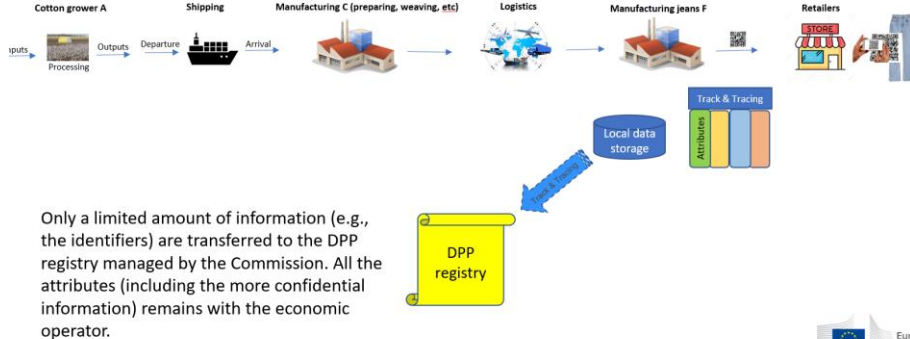 Cotton grower A
Shipping
Manufacturing C (preparing, weaving, etc)
Logistics
Manufacturing jeans F
Retailers
Outputs
Departure
Arrival
Processing
STORE
Track & Tracing
Attributes
Local data
storage
Track & Tracing
DPP
registry
Only a limited amount of information (e.g.,
the identifiers) are transferred to the DPP
registry managed by the Commission. All the
attributes (including the more confidential
information) remains with the economic
operator.